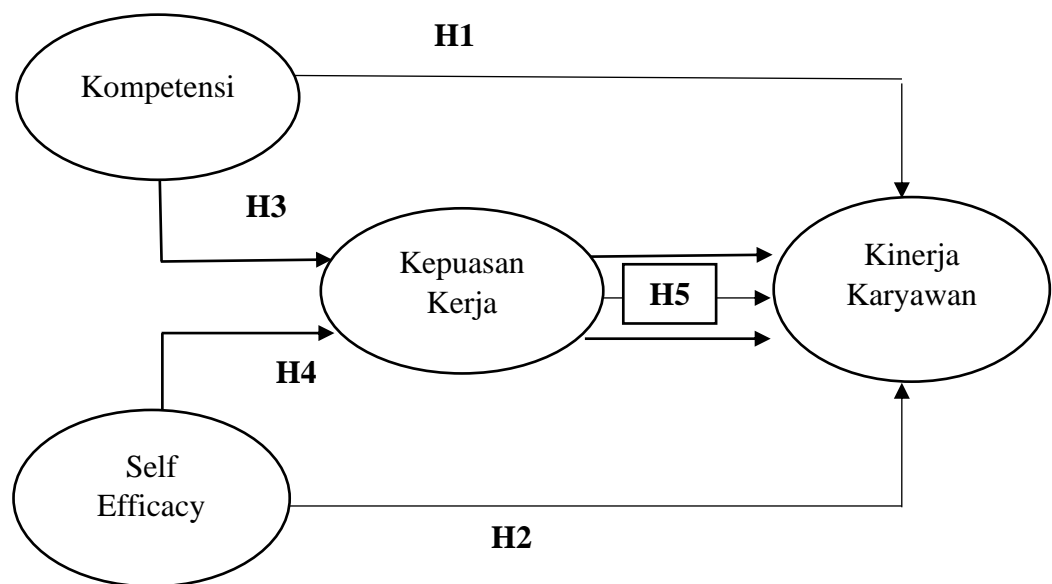 H1
Kompetensi
H3
Kepuasan
Kerja
H5
Kinerja
Karyawan
H4
Self
Efficacy
H2